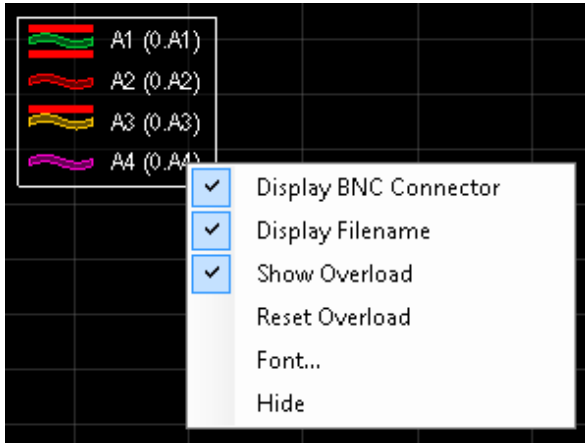 A1 (0.A1)
A2 (0.A2)
A3 (0.A3)
A4 (0.A4)
Display BNC Connector
Display Filename
Show Overload
Reset Overload
Font...
Hide